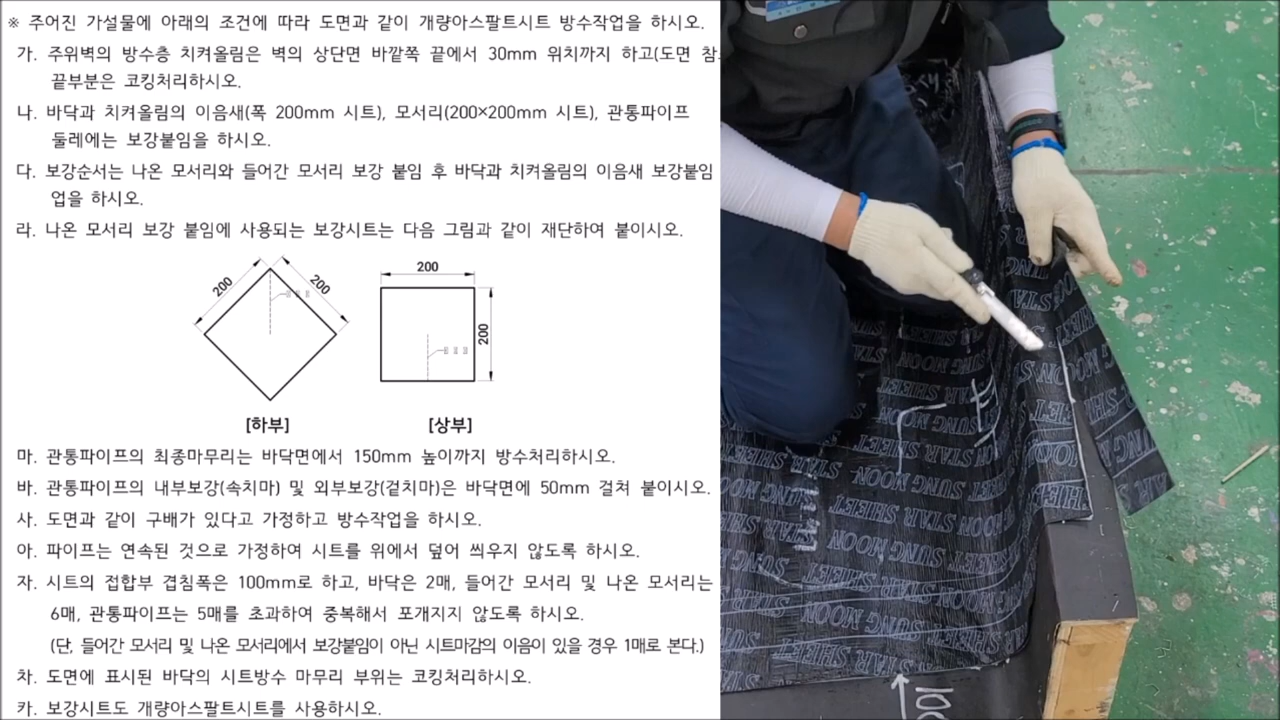 ※ 주어진 가설물에 아래의 조건에 따라 도면과 같이 개량아스팔트시트 방수작업을 하시오.
가. 주위벽의 방수층 치켜올림은 벽의 상단면 바깥쪽 끝에서 30mm 위치까지 하고(도면 참
끝부분은 코킹처리하시오.
나. 바닥과 치켜올림의 이음새(폭 200mm 시트), 모서리(200×200mm 시트), 관통파이프
둘레에는 보강붙임을 하시오.
다. 보강순서는 나온 모서리와 들어간 모서리 보강 붙임 후 바닥과 치켜올림의 이음새 보강붙임
업을 하시오.
라. 나온 모서리 보강 붙임에 사용되는 보강시트는 다음 그림과 같이 재단하여 붙이시오.
200 200 200 200
[하부] [상부]
마. 관통파이프의 최종마무리는 바닥면에서 150mm 높이까지 방수처리하시오.
바. 관통파이프의 내부보강(속치마) 및 외부보강(겉치마)은 바닥면에 50mm 걸쳐 붙이시오.
사. 도면과 같이 구배가 있다고 가정하고 방수작업을 하시오.
아. 파이프는 연속된 것으로 가정하여 시트를 위에서 덮어 씌우지 않도록 하시오.
자. 시트의 접합부 겹침폭은 100mm로 하고, 바닥은 2매, 들어간 모서리 및 나온 모서리는
6매, 관통파이프는 5매를 초과하여 중복해서 포개지지 않도록 하시오.
(단, 들어간 모서리 및 나온 모서리에서 보강붙임이 아닌 시트마감의 이음이 있을 경우 1매로 본다.)
차. 도면에 표시된 바닥의 시트방수 마무리 부위는 코킹처리하시오.
카. 보강시트도 개량아스팔트시트를 사용하시오.
SUNG MOON STAR SHEET